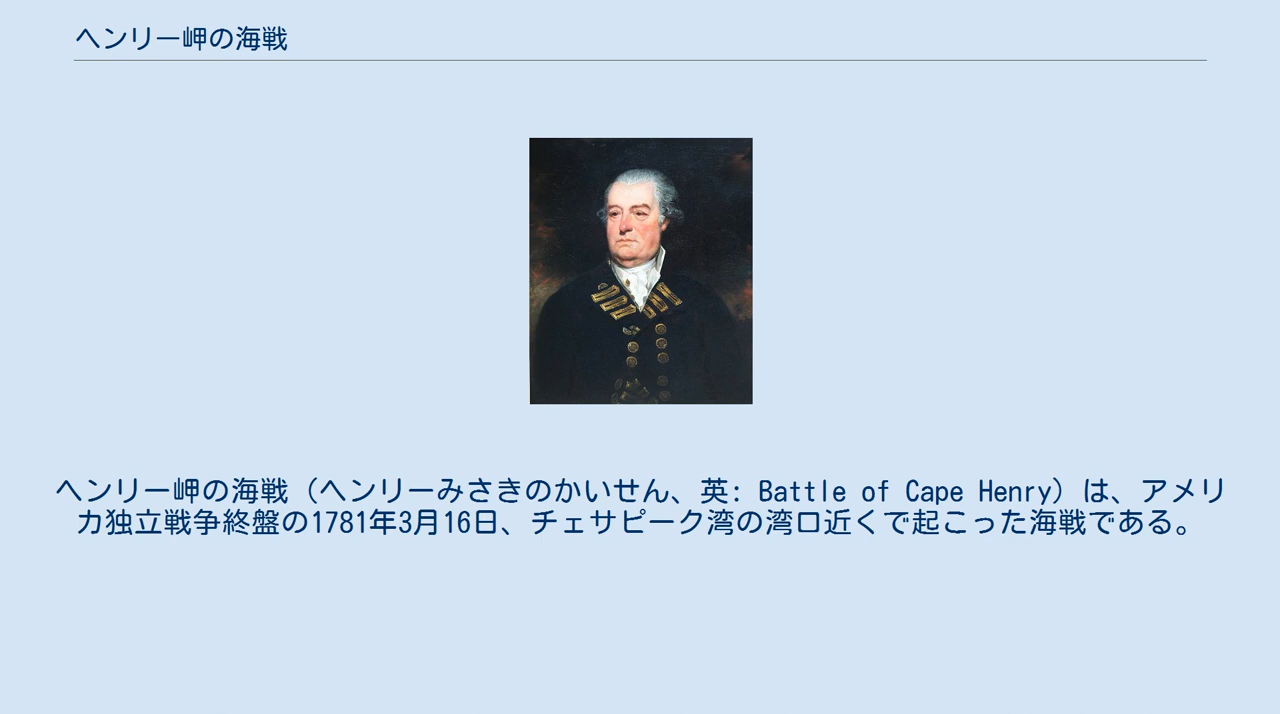 ヘンリー岬の海戦
ヘンリー岬の海戦（ヘンリーみさきのかいせん、英: Battle of Cape Henry）は、アメリ
カ独立戦争終盤の1781年3月16日、チェサピーク湾の湾口近くで起こった海戦である。